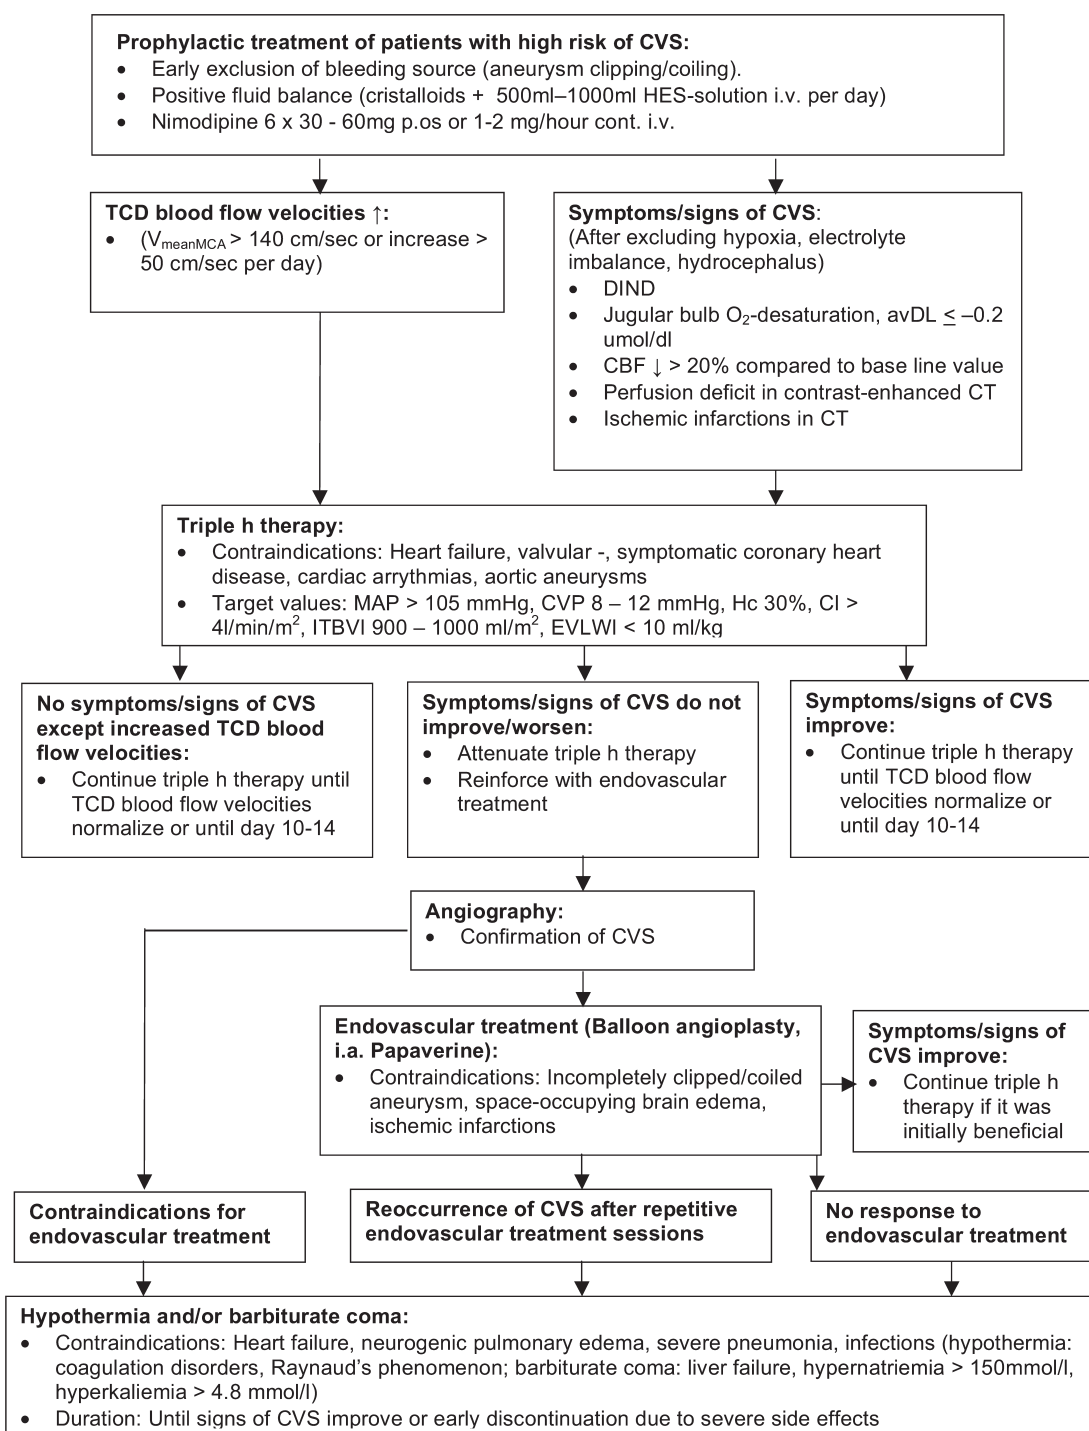 Prophylactic treatment of patients with high risk of CVS:
• Early exclusion of bleeding source (aneurysm clipping/coiling).
• Positive fluid balance (cristalloids + 500ml–1000ml HES-solution i.v. per day)
• Nimodipine 6 x 30 - 60mg p.os or 1-2 mg/hour cont. i.v.
TCD blood flow velocities ↑:
• (VmeanMCA > 140 cm/sec or increase >
50 cm/sec per day)
Symptoms/signs of CVS:
(After excluding hypoxia, electrolyte
imbalance, hydrocephalus)
• DIND
• Jugular bulb O₂-desaturation, avDL ≤ –0.2
umol/dl
• CBF ↓ > 20% compared to base line value
• Perfusion deficit in contrast-enhanced CT
• Ischemic infarctions in CT
Triple h therapy:
• Contraindications: Heart failure, valvular -, symptomatic coronary heart
disease, cardiac arrythmias, aortic aneurysms
• Target values: MAP > 105 mmHg, CVP 8 – 12 mmHg, Hc 30%, CI >
4l/min/m², ITBVI 900 – 1000 ml/m², EVLWI < 10 ml/kg
No symptoms/signs of CVS
except increased TCD blood
flow velocities:
• Continue triple h therapy until
TCD blood flow velocities
normalize or until day 10-14
Symptoms/signs of CVS do not
improve/worsen:
• Attenuate triple h therapy
• Reinforce with endovascular
treatment
Symptoms/signs of CVS
improve:
• Continue triple h therapy
until TCD blood flow
velocities normalize or
until day 10-14
Angiography:
• Confirmation of CVS
Endovascular treatment (Balloon angioplasty,
i.a. Papaverine):
• Contraindications: Incompletely clipped/coiled
aneurysm, space-occupying brain edema,
ischemic infarctions
Symptoms/signs of
CVS improve:
• Continue triple h
therapy if it was
initially beneficial
Contraindications for
endovascular treatment
Reoccurrence of CVS after repetitive
endovascular treatment sessions
No response to
endovascular treatment
Hypothermia and/or barbiturate coma:
• Contraindications: Heart failure, neurogenic pulmonary edema, severe pneumonia, infections (hypothermia:
coagulation disorders, Raynaud's phenomenon; barbiturate coma: liver failure, hypernatriemia > 150mmol/l,
hyperkaliemia > 4.8 mmol/l)
• Duration: Until signs of CVS improve or early discontinuation due to severe side effects